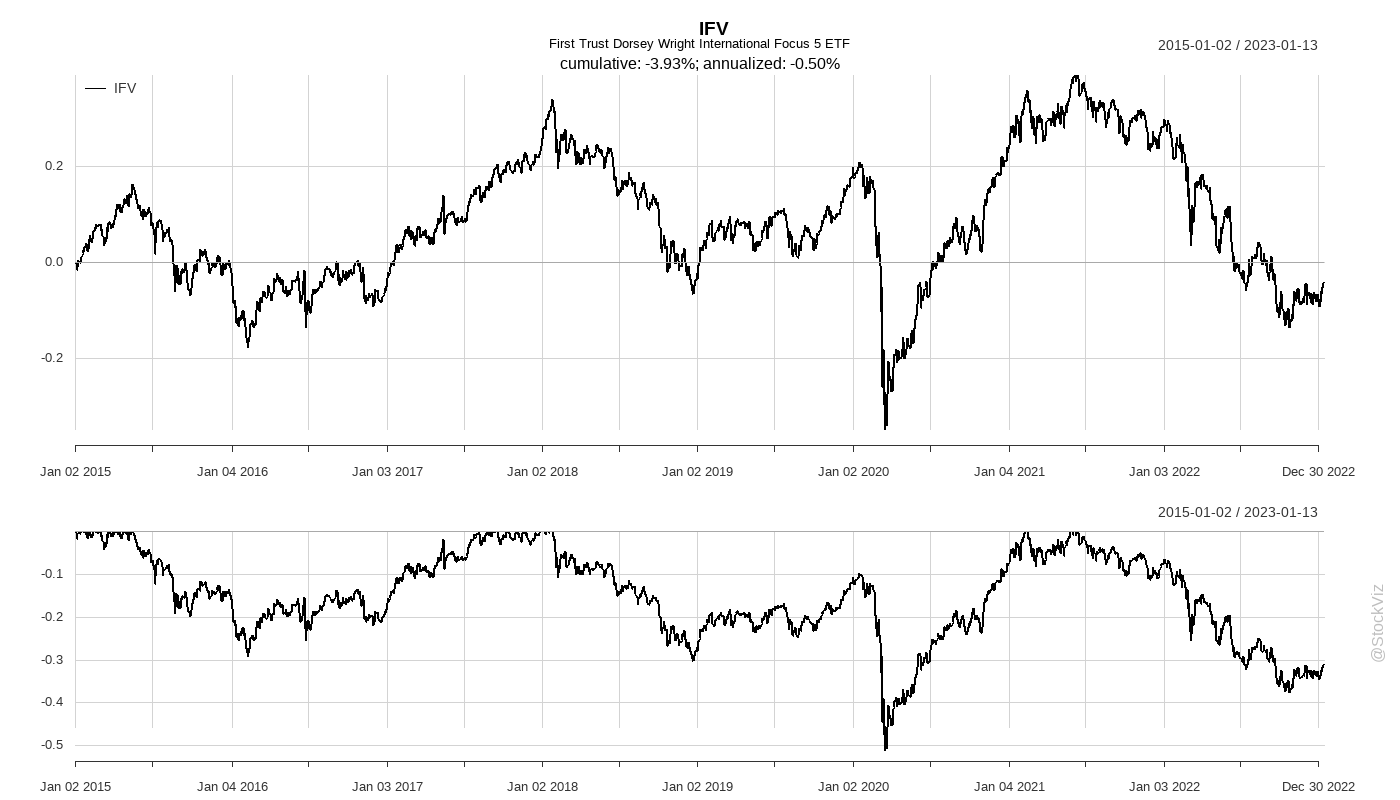 IFV
First Trust Dorsey Wright International Focus 5 ETF
2015-01-02 / 2023-01-13
cumulative: -3.93%; annualized: -0.50%
IFV
0.2
0.0
-0.2
Jan 02 2015 Jan 04 2016 Jan 03 2017 Jan 02 2018 Jan 02 2019 Jan 02 2020 Jan 04 2021 Jan 03 2022 Dec 30 2022
2015-01-02 / 2023-01-13
-0.1
-0.2
-0.3
-0.4
-0.5
Jan 02 2015 Jan 04 2016 Jan 03 2017 Jan 02 2018 Jan 02 2019 Jan 02 2020 Jan 04 2021 Jan 03 2022 Dec 30 2022
@StockViz